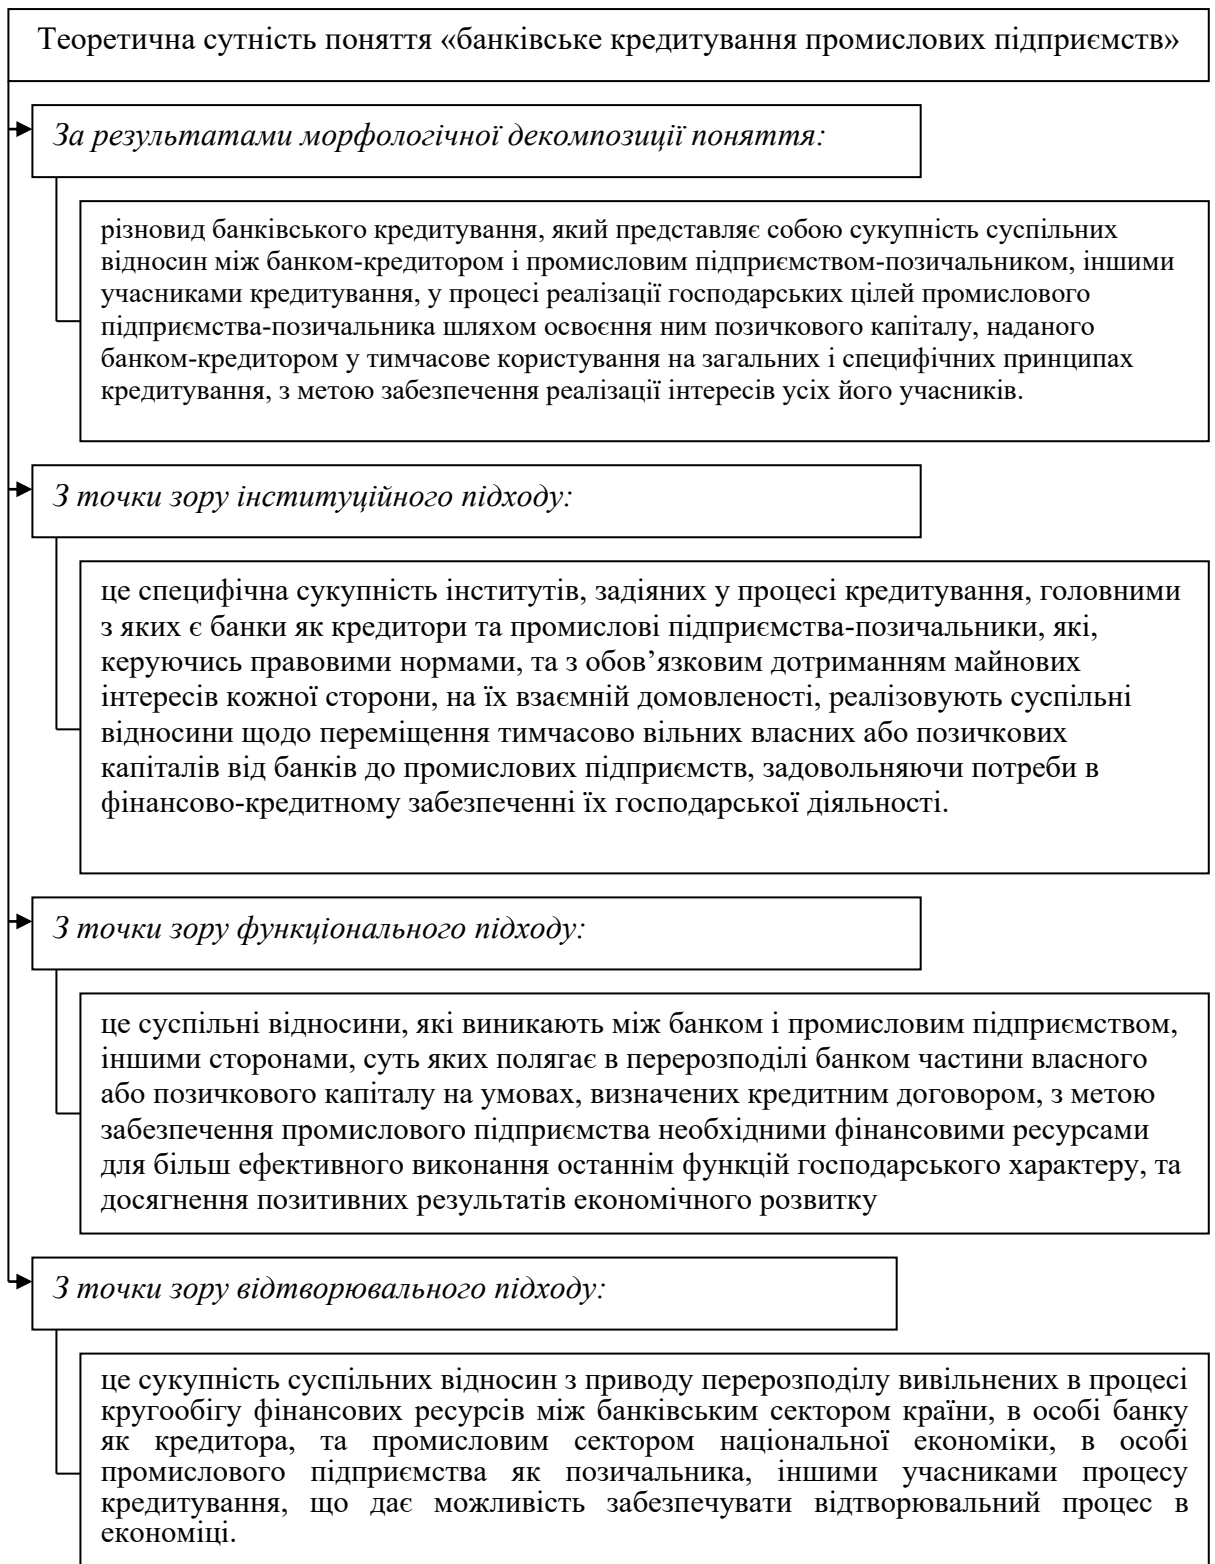 Теоретична сутність поняття «банківське кредитування промислових підприємств»
За результатами морфологічної декомпозиції поняття:
різновид банківського кредитування, який представляє собою сукупність суспільних
відносин між банком-кредитором і промисловим підприємством-позичальником, іншими
учасниками кредитування, у процесі реалізації господарських цілей промислового
підприємства-позичальника шляхом освоєння ним позичкового капіталу, наданого
банком-кредитором у тимчасове користування на загальних і специфічних принципах
кредитування, з метою забезпечення реалізації інтересів усіх його учасників.
З точки зору інституційного підходу:
це специфічна сукупність інститутів, задіяних у процесі кредитування, головними
з яких є банки як кредитори та промислові підприємства-позичальники, які,
керуючись правовими нормами, та з обов’язковим дотриманням майнових
інтересів кожної сторони, на їх взаємній домовленості, реалізовують суспільні
відносини щодо переміщення тимчасово вільних власних або позичкових
капіталів від банків до промислових підприємств, задовольняючи потреби в
фінансово-кредитному забезпеченні їх господарської діяльності.
З точки зору функціонального підходу:
це суспільні відносини, які виникають між банком і промисловим підприємством,
іншими сторонами, суть яких полягає в перерозподілі банком частини власного
або позичкового капіталу на умовах, визначених кредитним договором, з метою
забезпечення промислового підприємства необхідними фінансовими ресурсами
для більш ефективного виконання останнім функцій господарського характеру, та
досягнення позитивних результатів економічного розвитку
З точки зору відтворювального підходу:
це сукупність суспільних відносин з приводу перерозподілу вивільнених в процесі
кругообігу фінансових ресурсів між банківським сектором країни, в особі банку
як кредитора, та промисловим сектором національної економіки, в особі
промислового підприємства як позичальника, іншими учасниками процесу
кредитування, що дає можливість забезпечувати відтворювальний процес в
економіці.